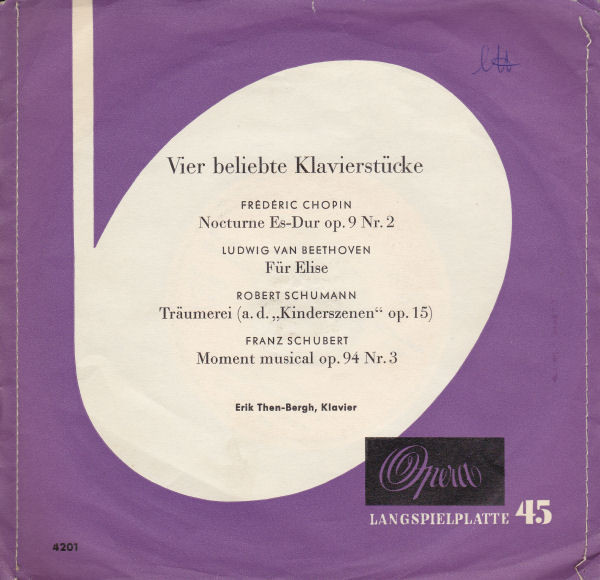 Vier beliebte Klavierstücke
FRÉDÉRIC CHOPIN
Nocturne Es-Dur op. 9 Nr. 2
LUDWIG VAN BEETHOVEN
Für Elise
ROBERT SCHUMANN
Träumerei (a. d. „Kinderszenen“ op. 15)
FRANZ SCHUBERT
Moment musical op. 94 Nr. 3
Erik Then-Bergh, Klavier
Opera
LANGSPIELPLATTE 45
4201